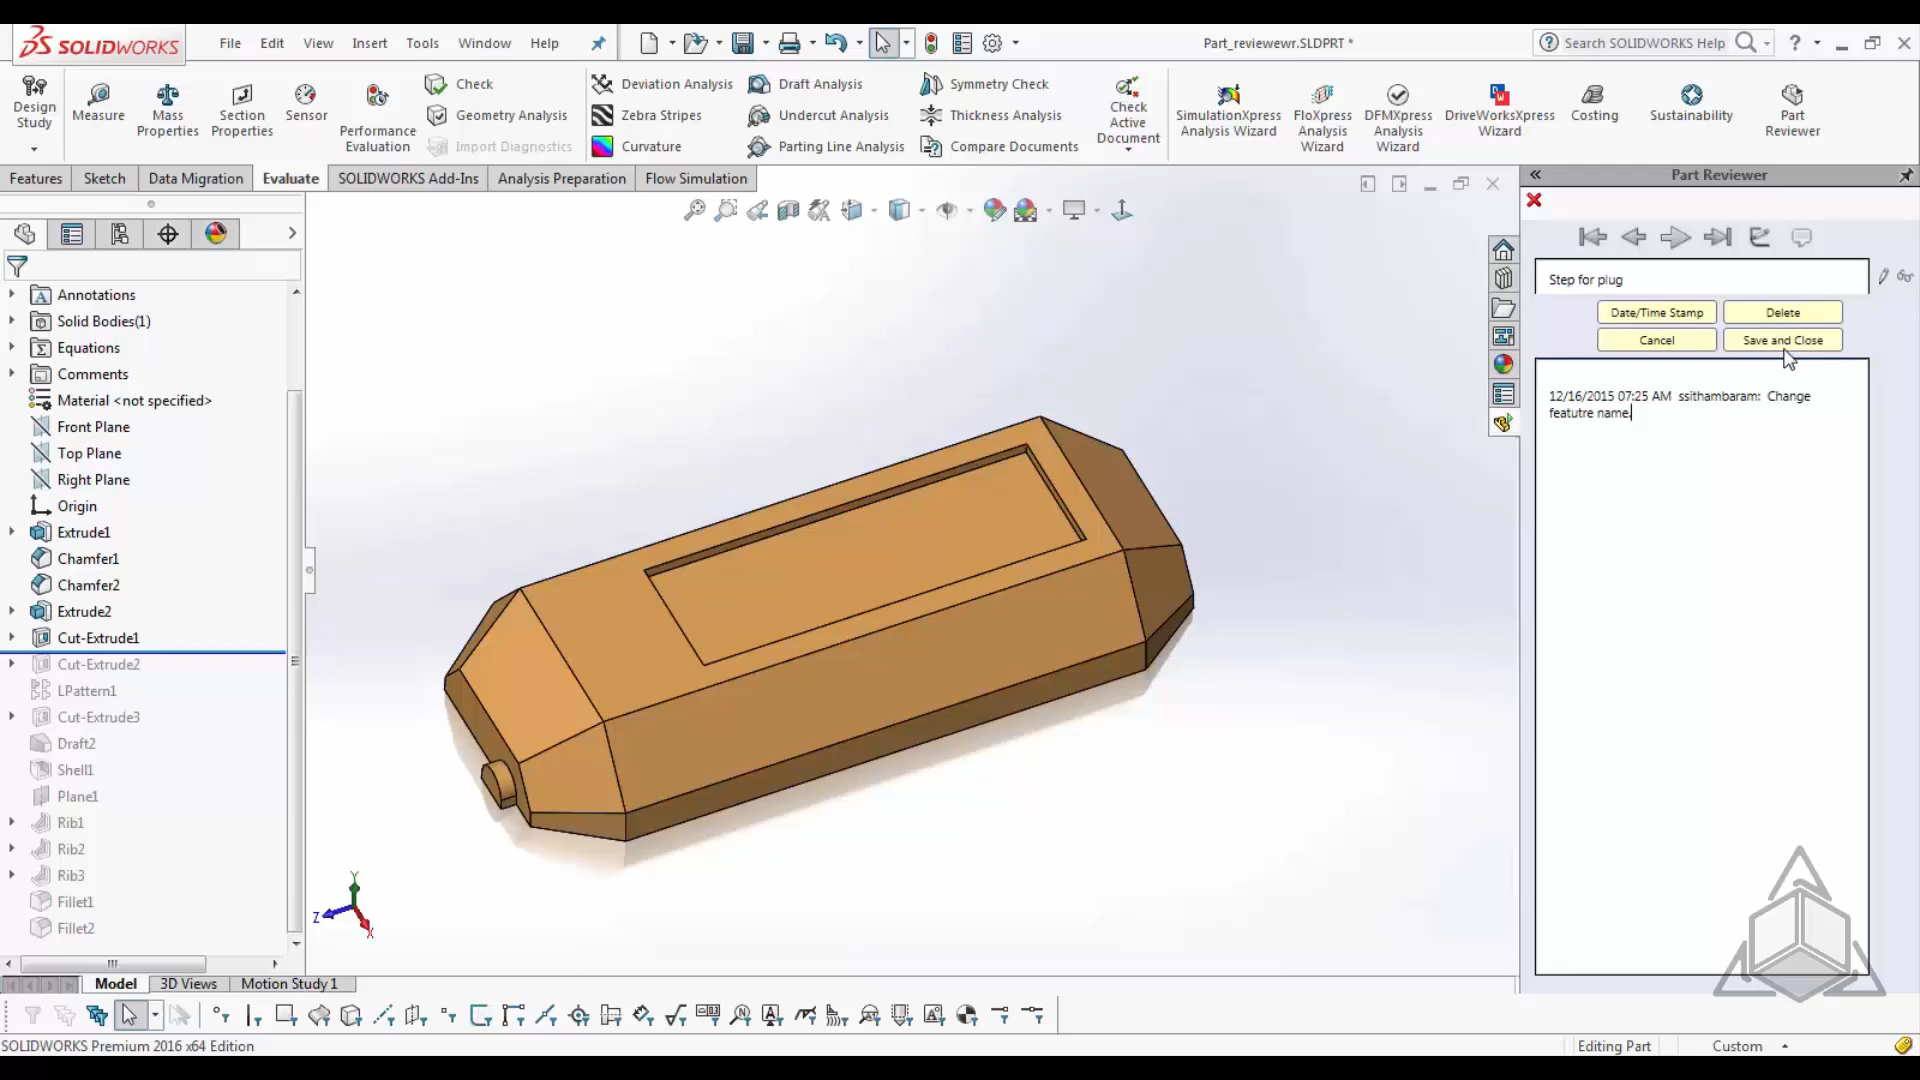 SOLIDWORKS
File Edit View Insert Tools Window Help
Part_reviewewr.SLDPRT *
Search SOLIDWORKS Help
Design Study
Measure
Mass Properties
Section Properties
Sensor
Performance Evaluation
Check
Geometry Analysis
Import Diagnostics
Deviation Analysis
Zebra Stripes
Curvature
Draft Analysis
Undercut Analysis
Parting Line Analysis
Symmetry Check
Thickness Analysis
Compare Documents
Check Active Document
SimulationXpress Analysis Wizard
FloXpress Analysis Wizard
DFMXpress Analysis Wizard
DriveWorksXpress Wizard
Costing
Sustainability
Part Reviewer
Features Sketch Data Migration Evaluate SOLIDWORKS Add-Ins Analysis Preparation Flow Simulation
Annotations
Solid Bodies(1)
Equations
Comments
Material <not specified>
Front Plane
Top Plane
Right Plane
Origin
Extrude1
Chamfer1
Chamfer2
Extrude2
Cut-Extrude1
Cut-Extrude2
LPattern1
Cut-Extrude3
Draft2
Shell1
Plane1
Rib1
Rib2
Rib3
Fillet1
Fillet2
Y
Z
X
Part Reviewer
Step for plug
Date/Time Stamp Delete
Cancel Save and Close
12/16/2015 07:25 AM ssithambaram: Change
featutre name.
Model 3D Views Motion Study 1
SOLIDWORKS Premium 2016 x64 Edition
Editing Part
Custom